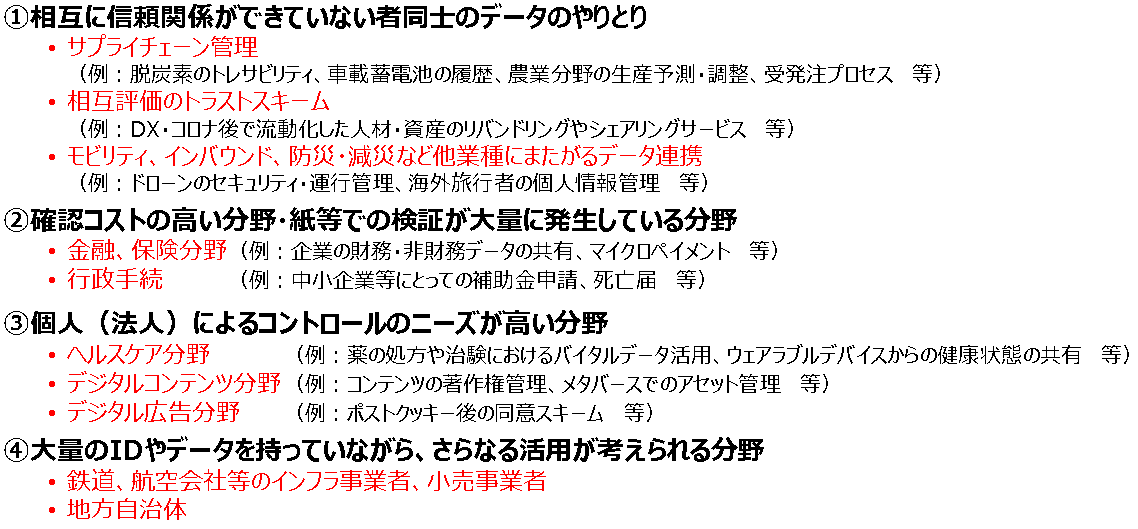 ①相互に信頼関係ができていない者同士のデータのやりとり
• サプライチェーン管理
（例：脱炭素のトレサビリティ、車載蓄電池の履歴、農業分野の生産予測・調整、受発注プロセス　等）
• 相互評価のトラストスキーム
（例：DX・コロナ後で流動化した人材・資産のリバンドリングやシェアリングサービス　等）
• モビリティ、インバウンド、防災・減災など他業種にまたがるデータ連携
（例：ドローンのセキュリティ・運行管理、海外旅行者の個人情報管理　等）
②確認コストの高い分野・紙等での検証が大量に発生している分野
• 金融、保険分野（例：企業の財務・非財務データの共有、マイクロペイメント　等）
• 行政手続　（例：中小企業等にとっての補助金申請、死亡届　等）
③個人（法人）によるコントロールのニーズが高い分野
• ヘルスケア分野　（例：薬の処方や治験におけるバイタルデータ活用、ウェアラブルデバイスからの健康状態の共有　等）
• デジタルコンテンツ分野（例：コンテンツの著作権管理、メタバースでのアセット管理　等）
• デジタル広告分野　（例：ポストクッキー後の同意スキーム　等）
④大量のIDやデータを持っていながら、さらなる活用が考えられる分野
• 鉄道、航空会社等のインフラ事業者、小売事業者
• 地方自治体